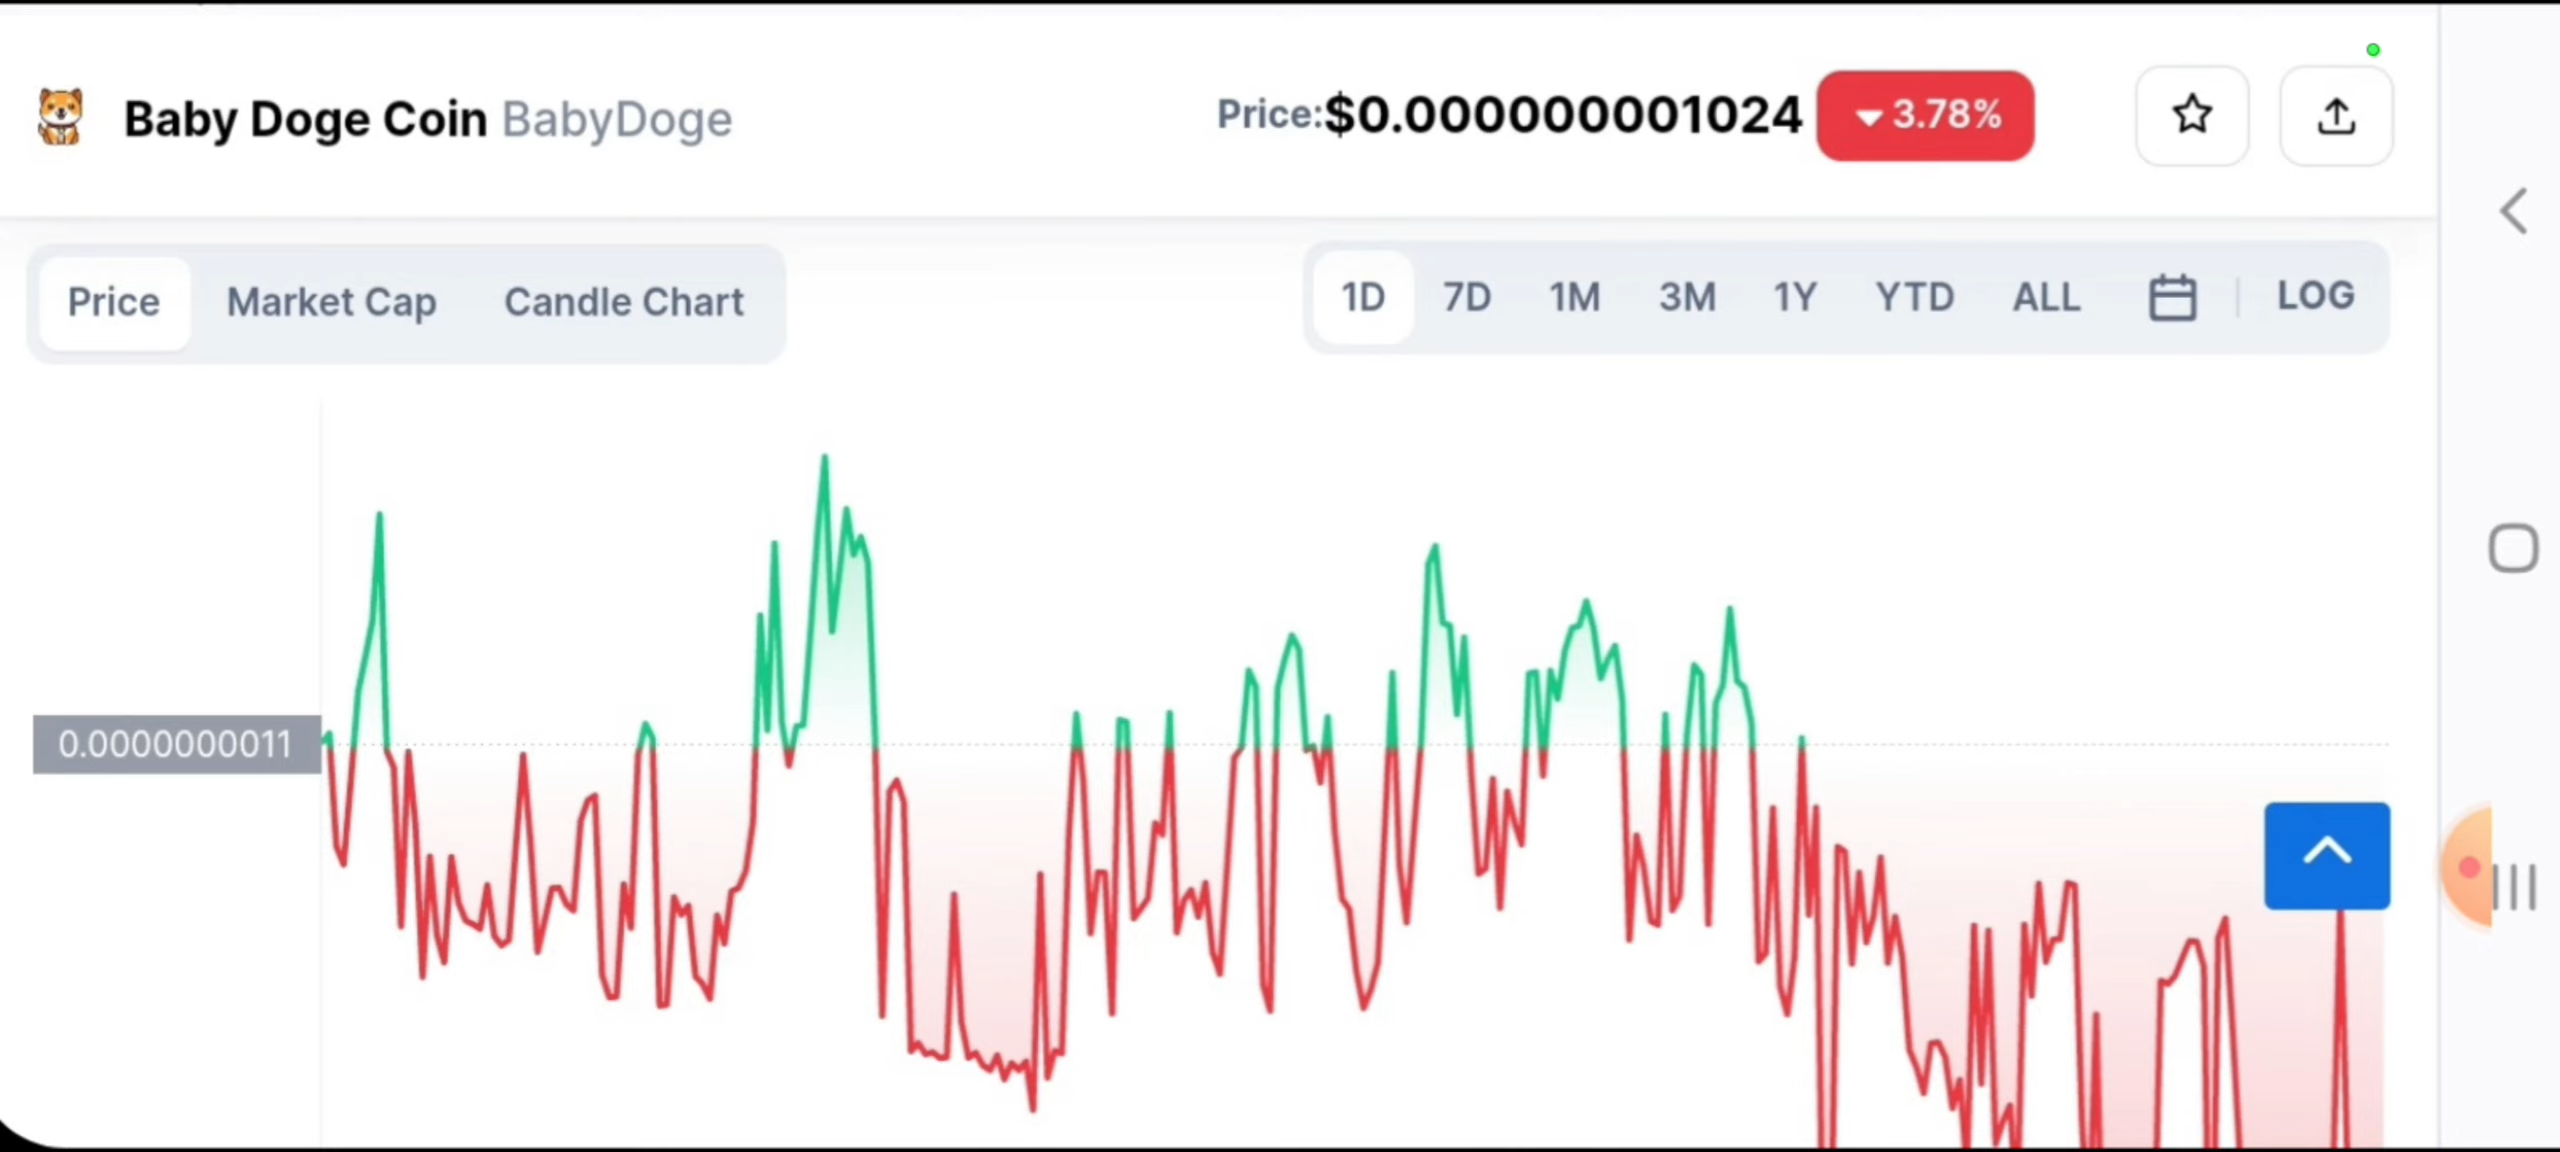 Baby Doge Coin BabyDoge Price:$0.000000001024 3.78%
Price Market Cap Candle Chart 1D 7D 1M 3M 1Y YTD ALL LOG
0.0000000011